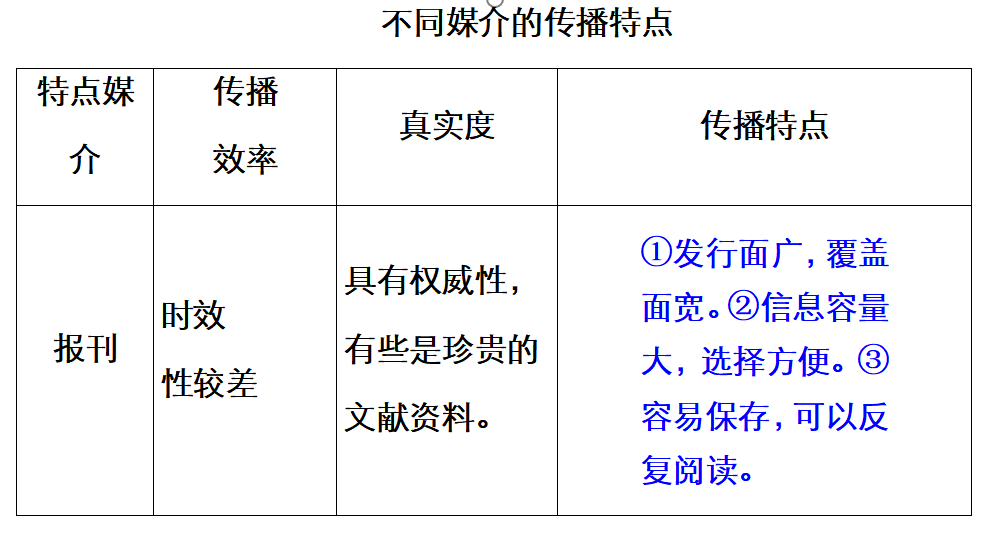 不同媒介的传播特点
特点媒
介
传播
效率
真实度
传播特点
报刊
时效
性较差
具有权威性，
有些是珍贵的
文献资料。
①发行面广，覆盖
面宽。②信息容量
大，选择方便。③
容易保存，可以反
复阅读。